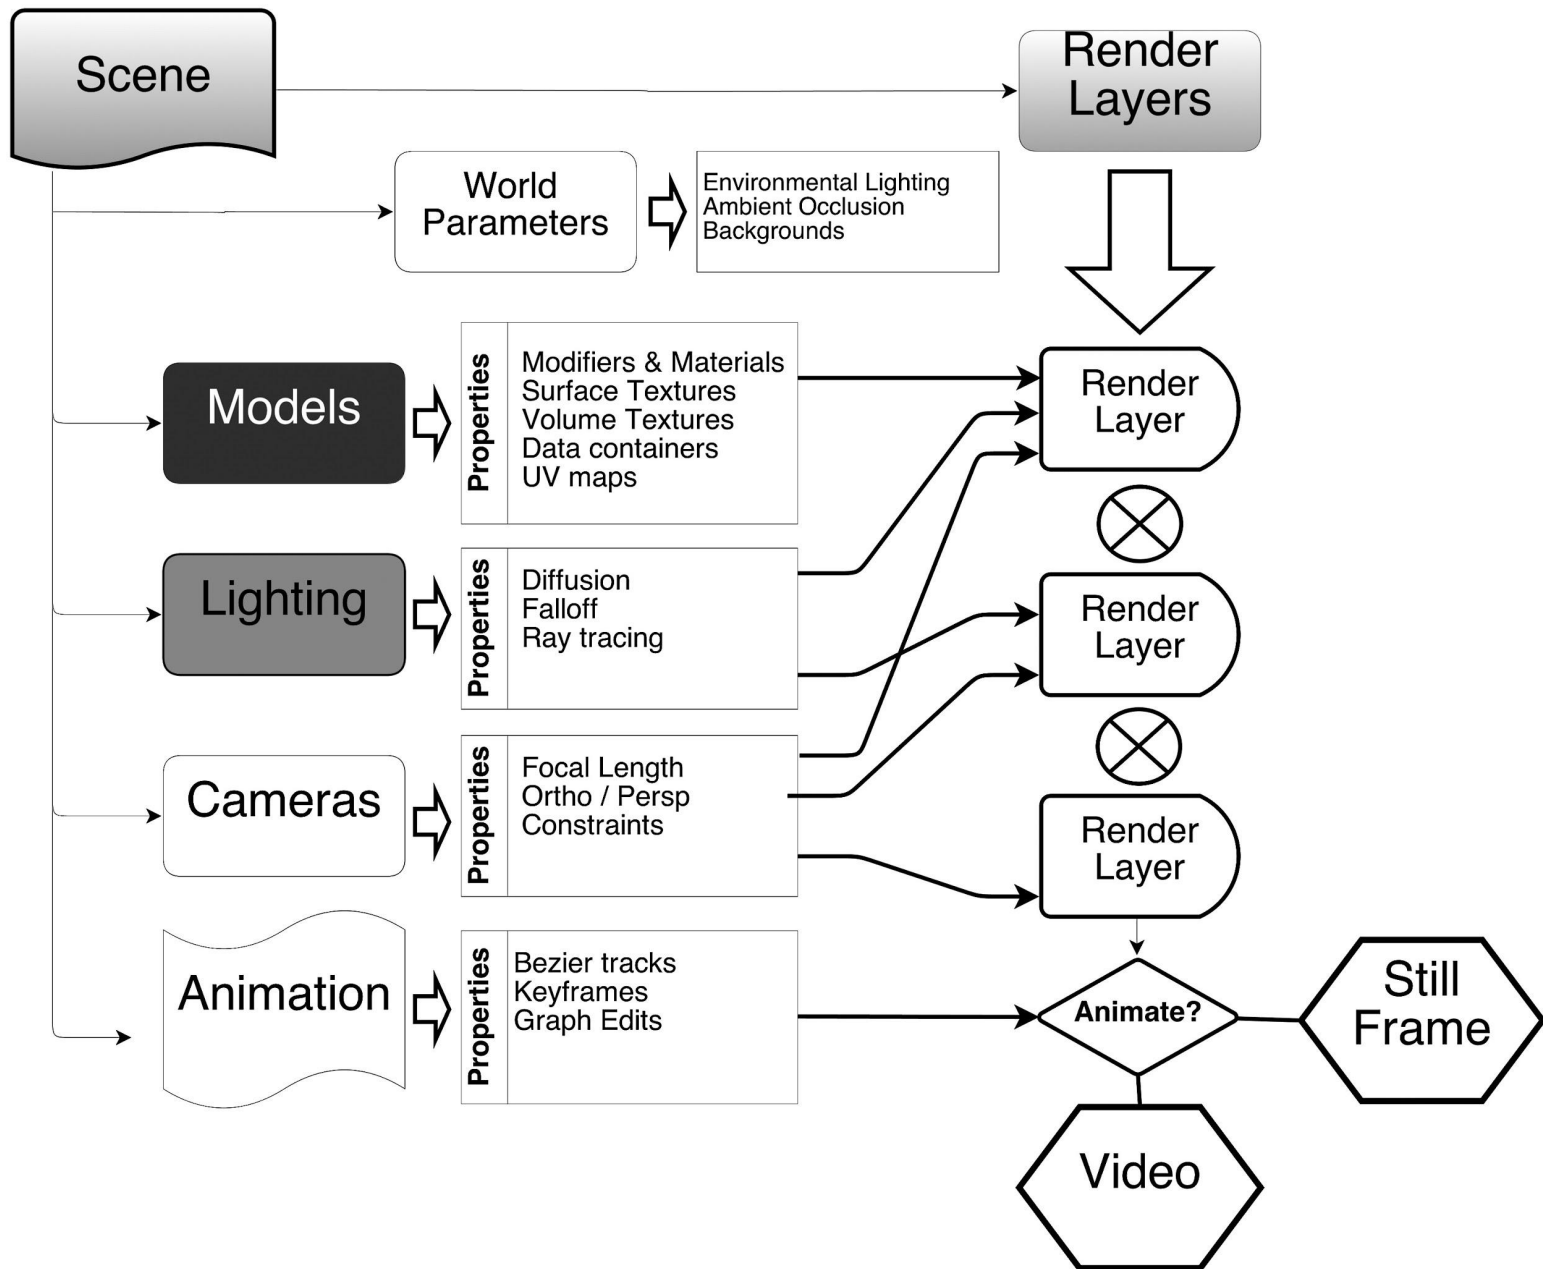 Scene
Render
Layers
World
Parameters
Environmental Lighting
Ambient Occlusion
Backgrounds
Models
Properties
Modifiers & Materials
Surface Textures
Volume Textures
Data containers
UV maps
Render
Layer
Lighting
Properties
Diffusion
Falloff
Ray tracing
Render
Layer
Cameras
Properties
Focal Length
Ortho / Persp
Constraints
Render
Layer
Animation
Properties
Bezier tracks
Keyframes
Graph Edits
Animate?
Still
Frame
Video